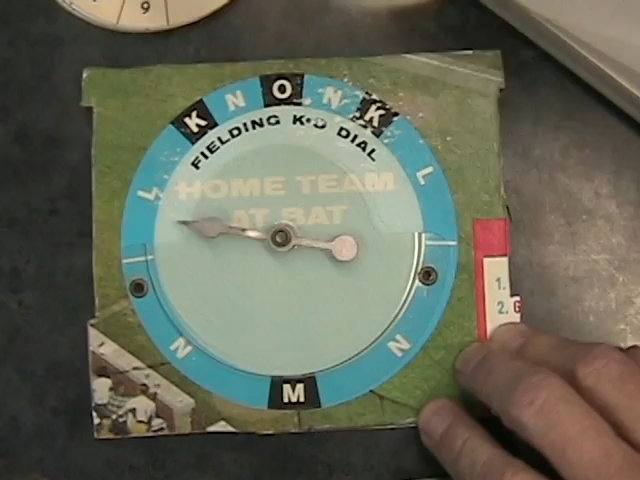 9
K N O N K
FIELDING K•O DIAL
L L
HOME TEAM
AT BAT
1.
2. G
N N
M